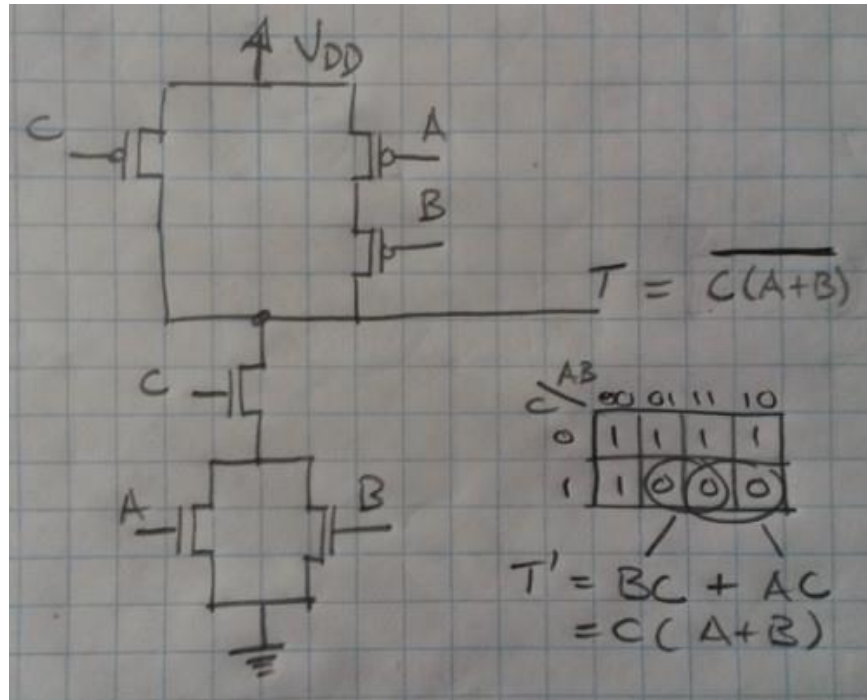 VDD
C
A
B
T = C(A+B)
C
A
B
AB
C
00 01 11 10
0 1 1 1 1
1 1 0 0 0
T' = BC + AC
= C(A+B)